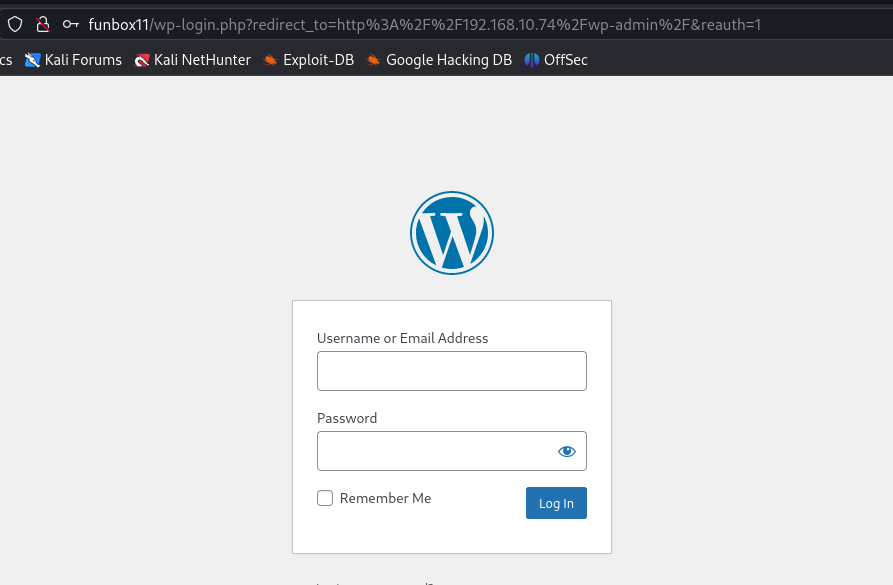 funbox11/wp-login.php?redirect_to=http%3A%2F%2F192.168.10.74%2Fwp-admin%2F&reauth=1
cs Kali Forums Kali NetHunter Exploit-DB Google Hacking DB OffSec
Username or Email Address
Password
Remember Me
Log In